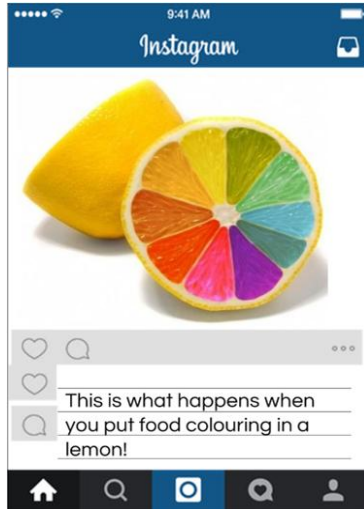 9:41 AM
Instagram
This is what happens when
you put food colouring in a
lemon!